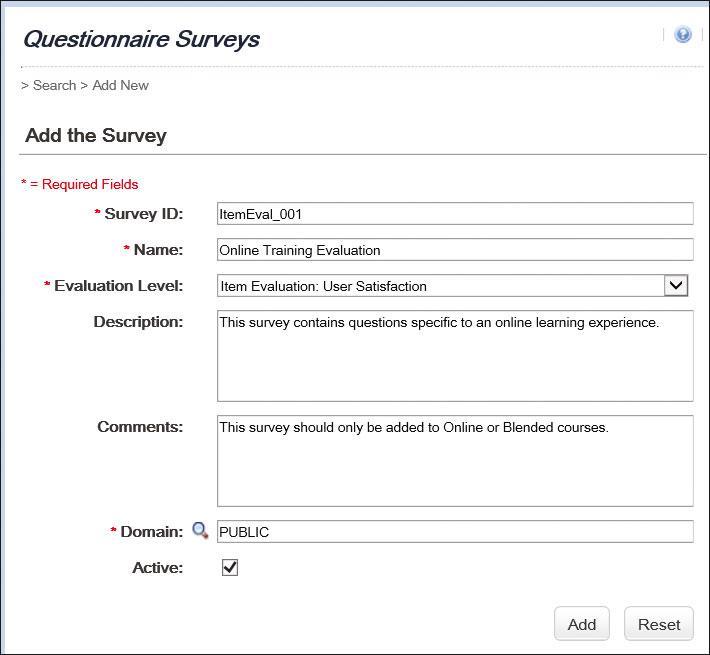 Questionnaire Surveys
> Search > Add New
Add the Survey
* = Required Fields
* Survey ID: ItemEval_001
* Name: Online Training Evaluation
* Evaluation Level: Item Evaluation: User Satisfaction
Description: This survey contains questions specific to an online learning experience.
Comments: This survey should only be added to Online or Blended courses.
* Domain: PUBLIC
Active:
Add Reset